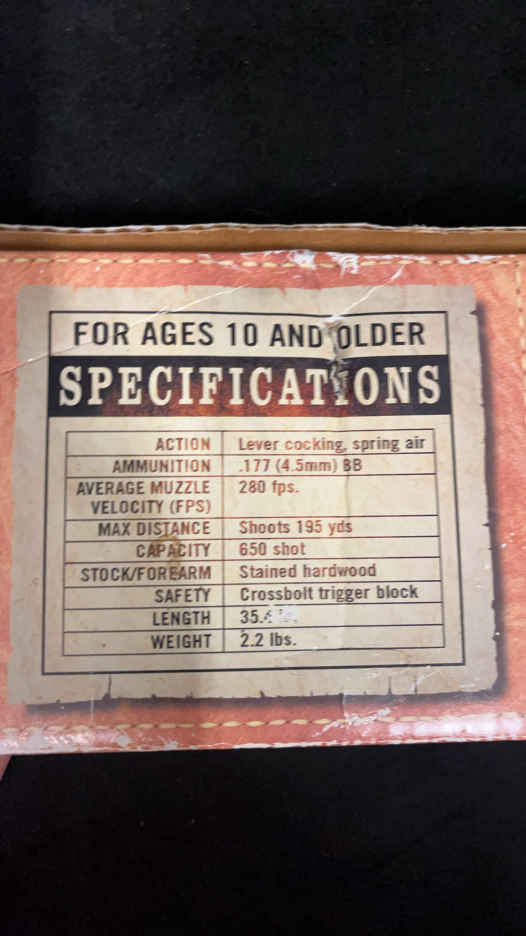 FOR AGES 10 AND OLDER
SPECIFICATIONS
ACTION Lever cocking, spring air
AMMUNITION .177 (4.5mm) BB
AVERAGE MUZZLE 280 fps.
VELOCITY (FPS)
MAX DISTANCE Shoots 195 yds
CAPACITY 650 shot
STOCK/FOREARM Stained hardwood
SAFETY Crossbolt trigger block
LENGTH
WEIGHT 2.2 lbs.